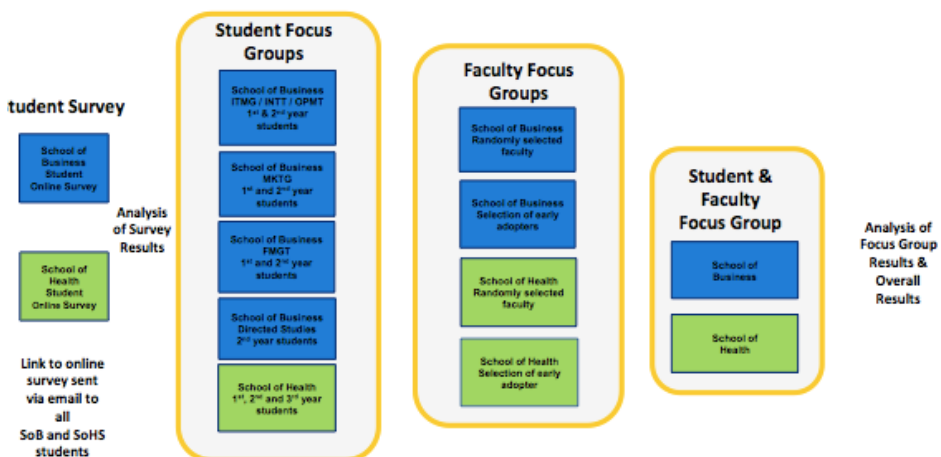 tudent Survey
School of
Business
Student
Online Survey
School of
Health
Student
Online Survey
Link to online
survey sent
via email to
all
SoB and SoHS
students
Analysis
of Survey
Results
Student Focus
Groups
School of Business
ITMG / INTT / OPMT
1st & 2nd year
students
School of Business
MKTG
1st and 2nd year
students
School of Business
FMGT
1st and 2nd year
students
School of Business
Directed Studies
2nd year students
School of Health
1st, 2nd and 3rd year
students
Faculty Focus
Groups
School of Business
Randomly selected
faculty
School of Business
Selection of early
adopters
School of Health
Randomly selected
faculty
School of Health
Selection of early
adopter
Student &
Faculty
Focus Group
School of
Business
School of
Health
Analysis of
Focus Group
Results &
Overall
Results